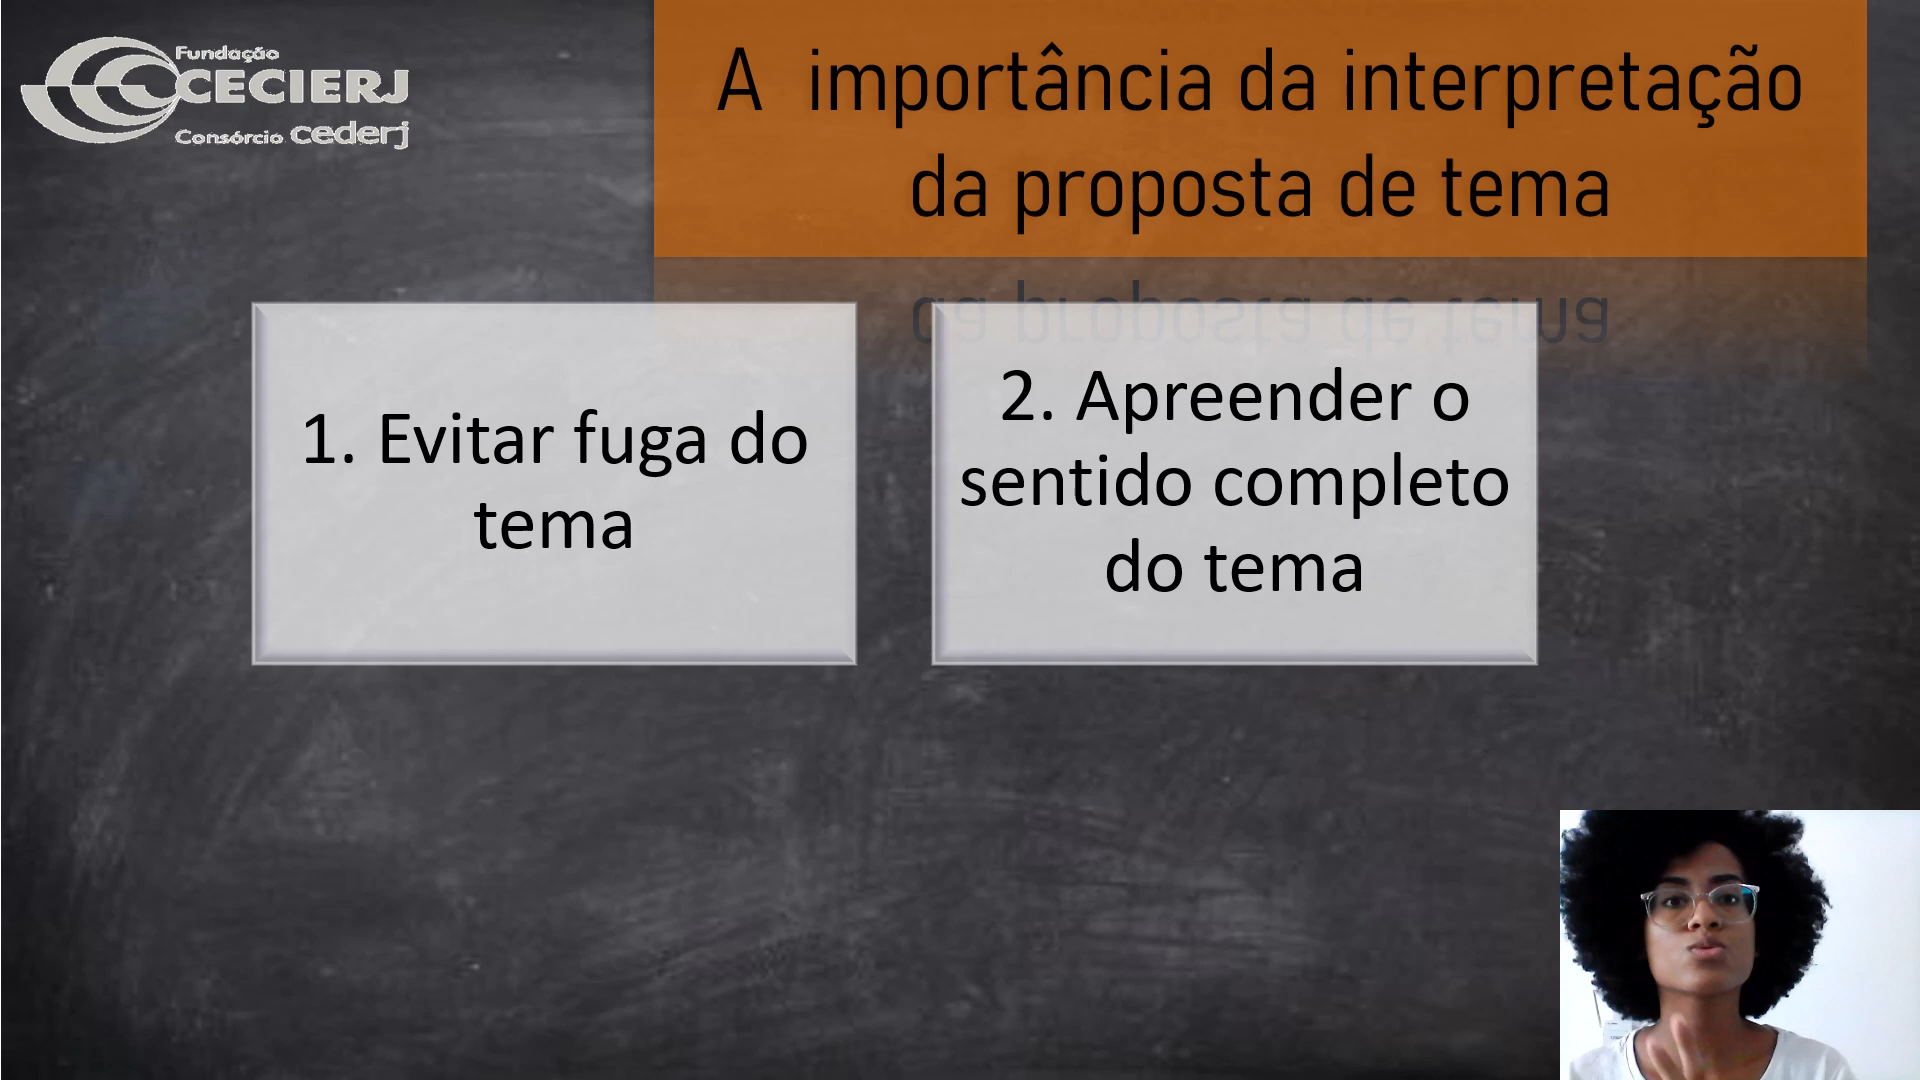 Fundação
CECIERJ
Consórcio cederj
A importância da interpretação
da proposta de tema
1. Evitar fuga do
tema
2. Apreender o
sentido completo
do tema